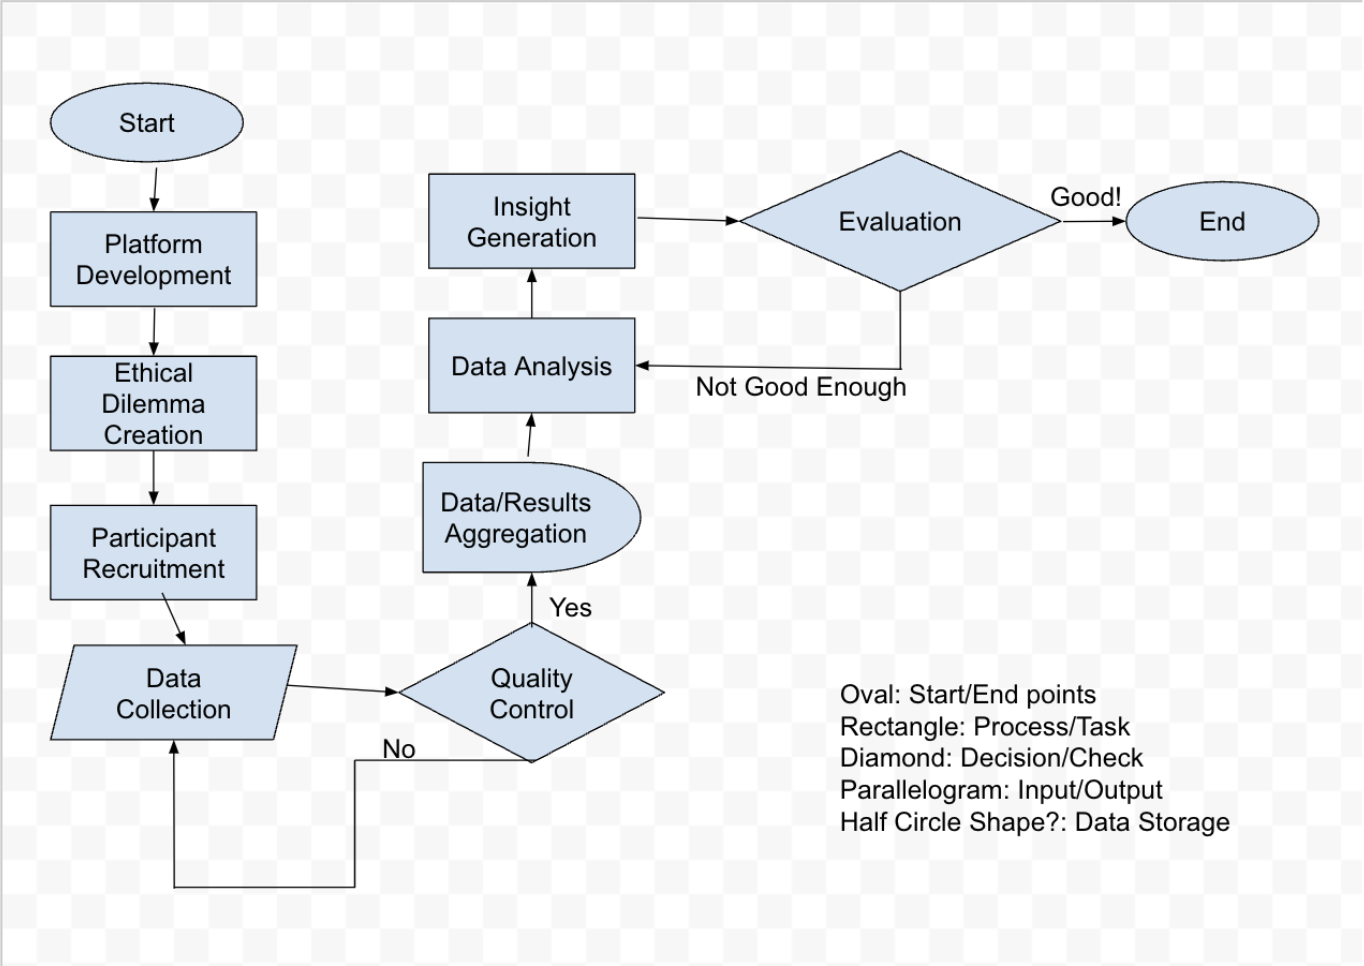 Start
Platform
Development
Ethical
Dilemma
Creation
Participant
Recruitment
Data
Collection
No
Quality
Control
Yes
Data/Results
Aggregation
Data Analysis
Insight
Generation
Evaluation
Not Good Enough
Good!
End
Oval: Start/End points
Rectangle: Process/Task
Diamond: Decision/Check
Parallelogram: Input/Output
Half Circle Shape?: Data Storage